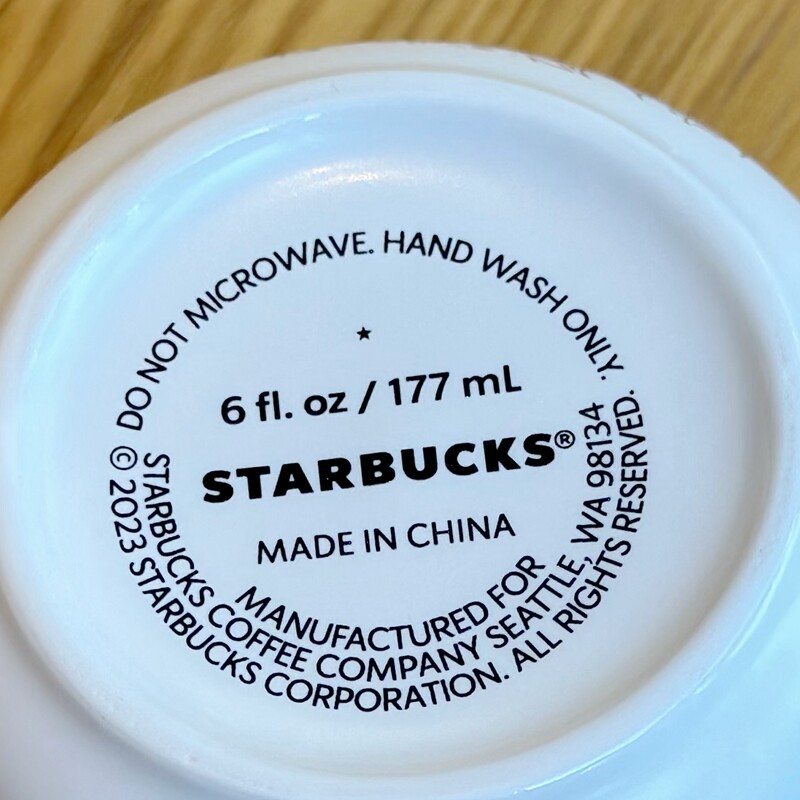 DO NOT MICROWAVE. HAND WASH ONLY.
6 fl. oz / 177 mL
STARBUCKS®
MADE IN CHINA
MANUFACTURED FOR
STARBUCKS COFFEE COMPANY SEATTLE, WA 98134
© 2023 STARBUCKS CORPORATION. ALL RIGHTS RESERVED.